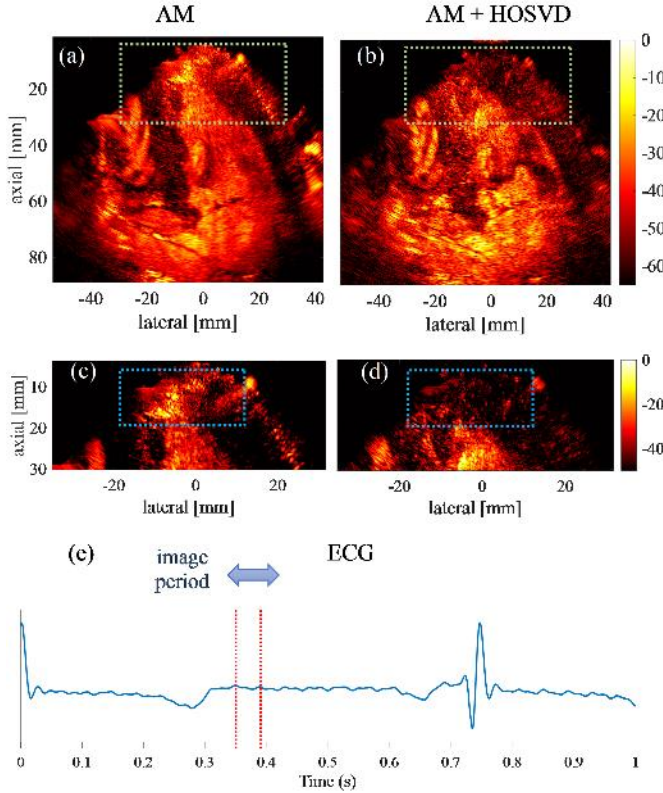 AM
AM + HOSVD
(a)
(b)
axial [mm]
20
40
60
80
-40 -20 0 20 40
lateral [mm]
-40 -20 0 20 40
lateral [mm]
0
-10
-20
-30
-40
-50
-60
(c)
(d)
axial [mm]
10
20
30
-20 0 20
lateral [mm]
-20 0 20
lateral [mm]
0
-20
-40
(e)
image
period
ECG
0 0.1 0.2 0.3 0.4 0.5 0.6 0.7 0.8 0.9 1
Time (s)